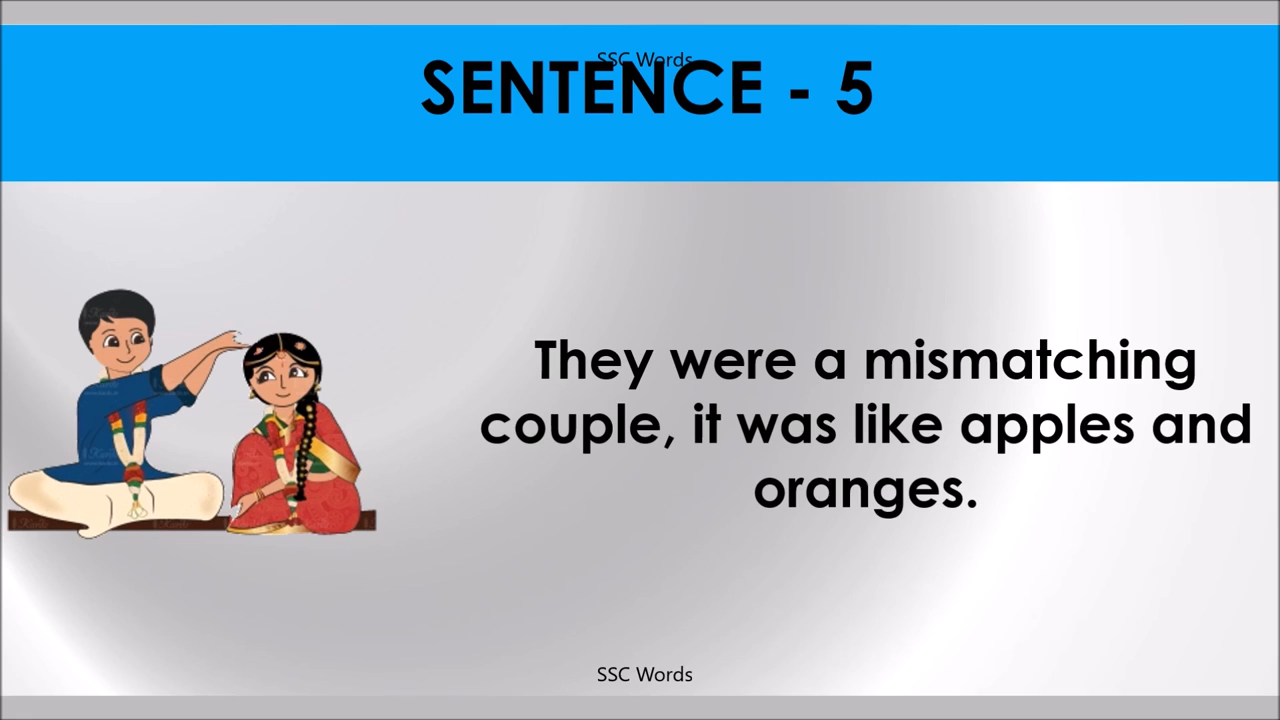 SSC Words
SENTENCE - 5
They were a mismatching
couple, it was like apples and
oranges.
SSC Words